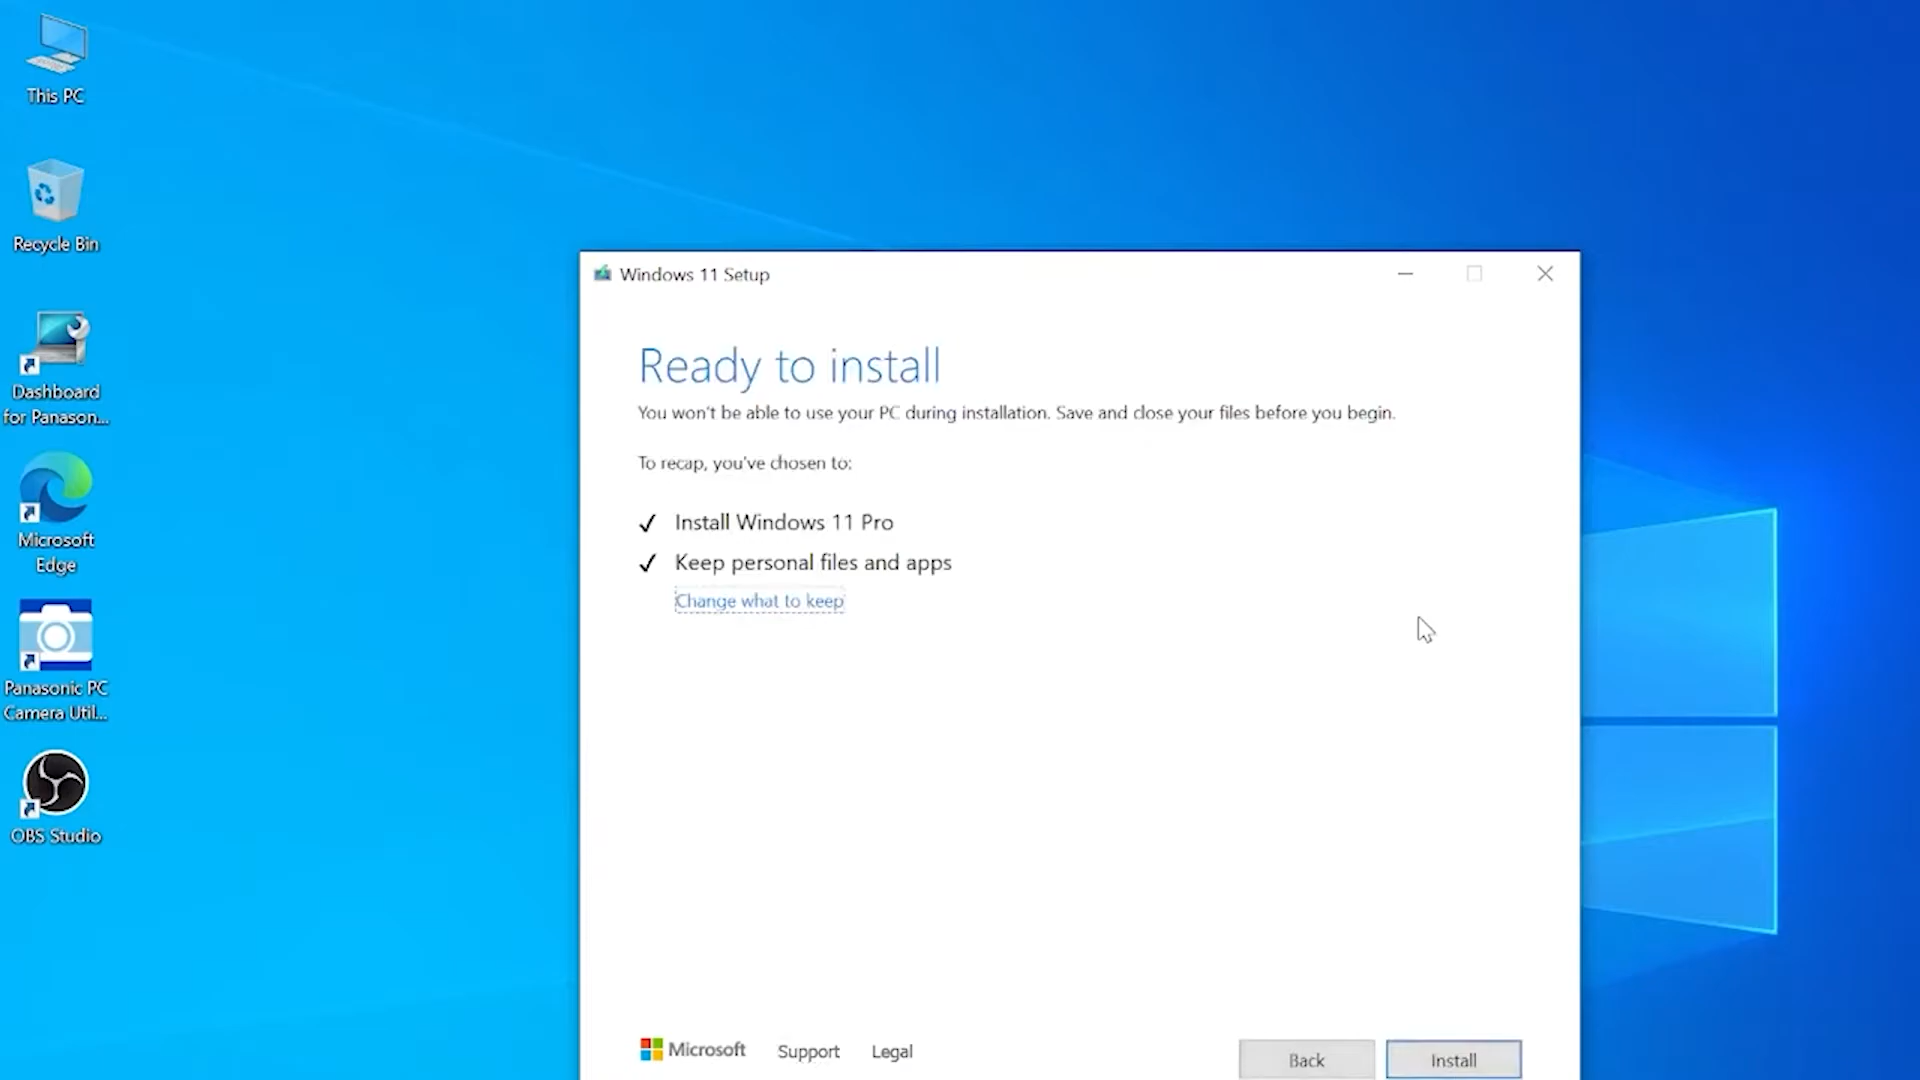 This PC
Recycle Bin
Dashboard
for Panason...
Microsoft
Edge
Panasonic PC
Camera Util...
OBS Studio
Windows 11 Setup
Ready to install
You won't be able to use your PC during installation. Save and close your files before you begin.
To recap, you've chosen to:
Install Windows 11 Pro
Keep personal files and apps
Change what to keep
Microsoft
Support
Legal
Back
Install